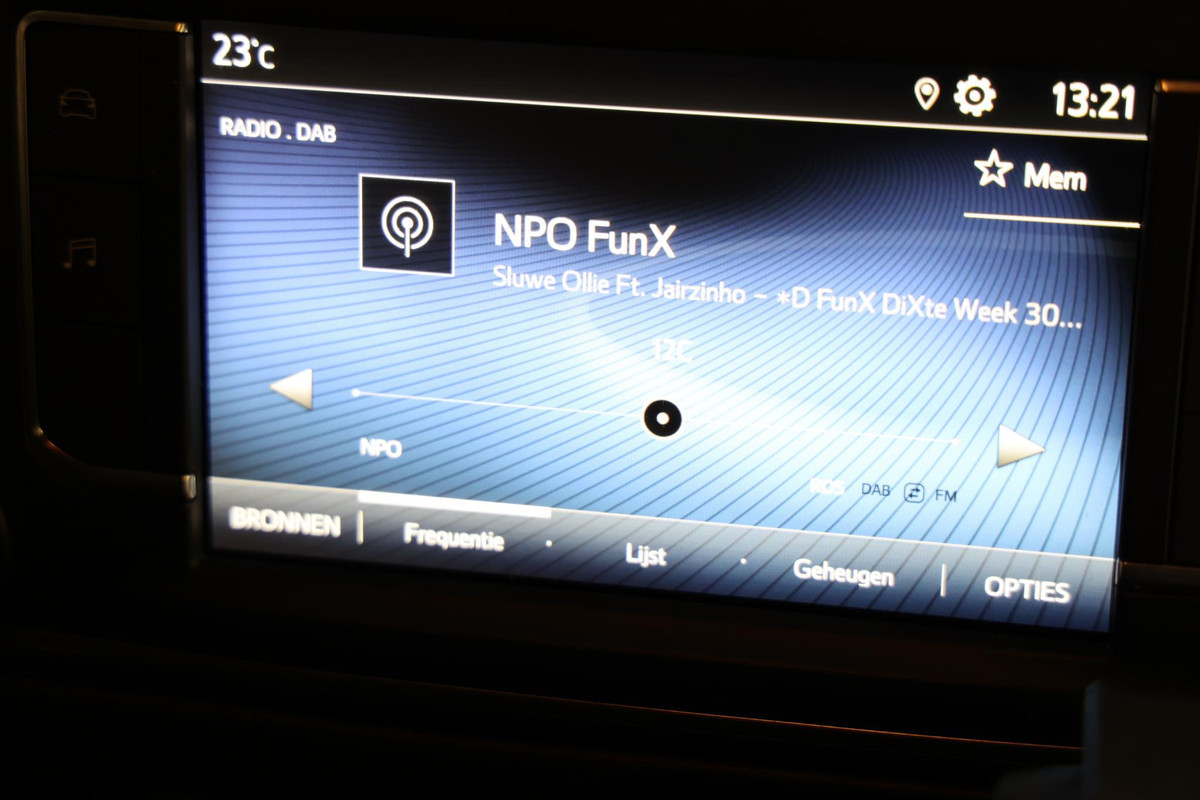 23°C
13:21
RADIO . DAB
Mem
NPO FunX
Sluwe Ollie Ft. Jairzinho - *D FunX DiXte Week 30...
12C
NPO
RDS DAB FM
BRONNEN | Frequentie · Lijst · Geheugen | OPTIES